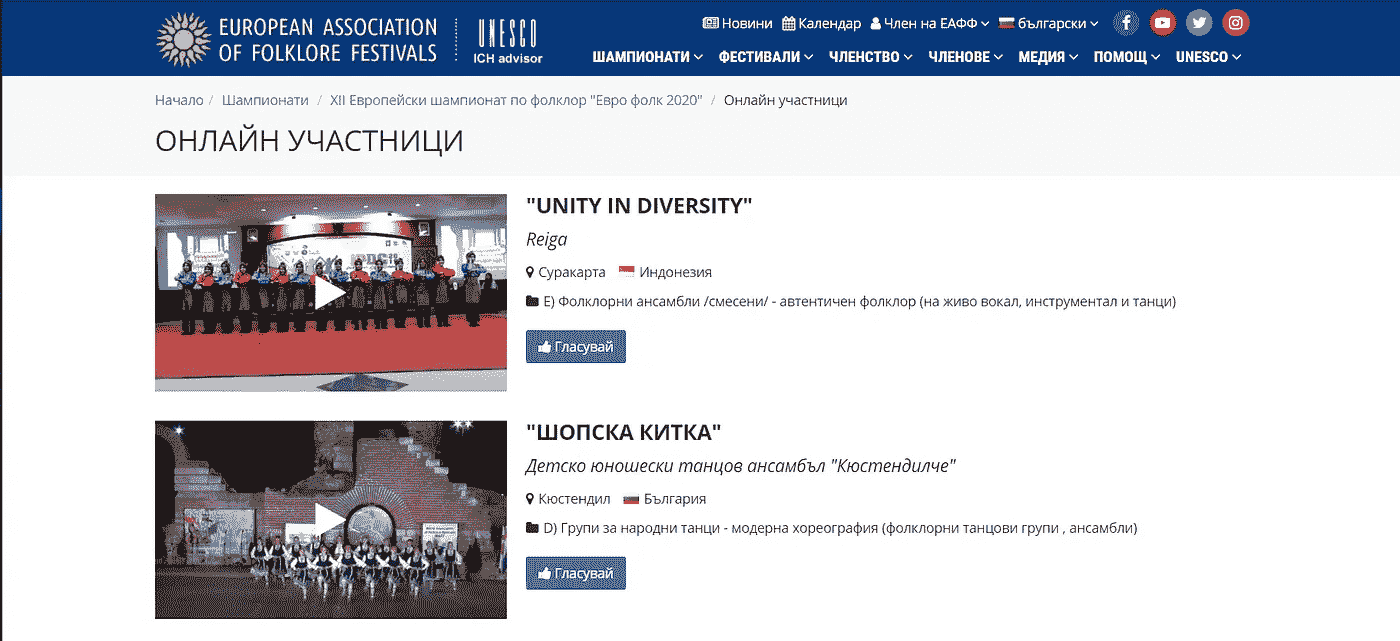 EUROPEAN ASSOCIATION
OF FOLKLORE FESTIVALS
UNESCO
ICH advisor
Новини Календар Член на ЕАФФ български
ШАМПИОНАТИ ФЕСТИВАЛИ ЧЛЕНСТВО ЧЛЕНОВЕ МЕДИЯ ПОМОЩ UNESCO
Начало / Шампионати / XII Европейски шампионат по фолклор "Евро фолк 2020" / Онлайн участници
ОНЛАЙН УЧАСТНИЦИ
"UNITY IN DIVERSITY"
Reiga
Суракарта Индонезия
E) Фолклорни ансамбли /смесени/ - автентичен фолклор (на живо вокал, инструментал и танци)
Гласувай
"ШОПСКА КИТКА"
Детско юношески танцов ансамбъл "Кюстендилче"
Кюстендил България
D) Групи за народни танци - модерна хореография (фолклорни танцови групи , ансамбли)
Гласувай